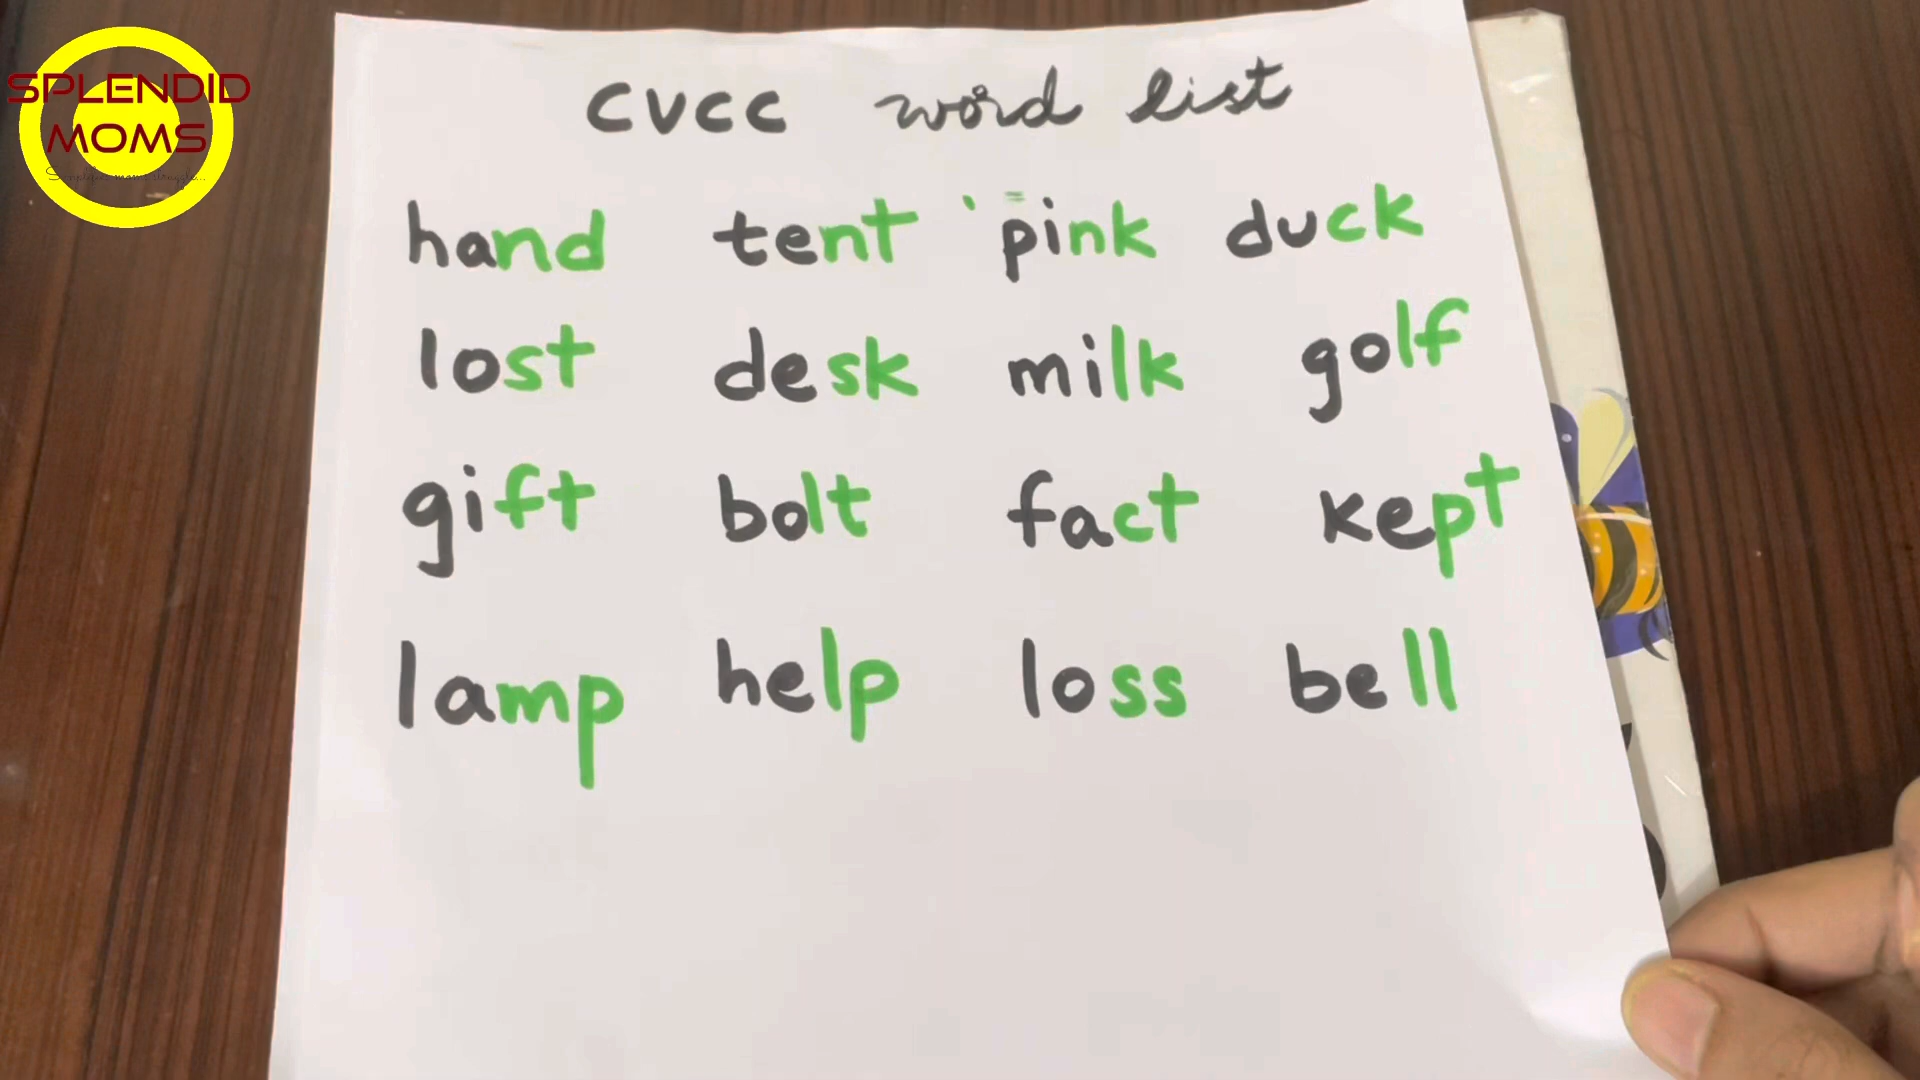 SPLENDID
MOMS
cvcc word list
hand tent pink duck
lost desk milk golf
gift bolt fact kept
lamp help loss bell